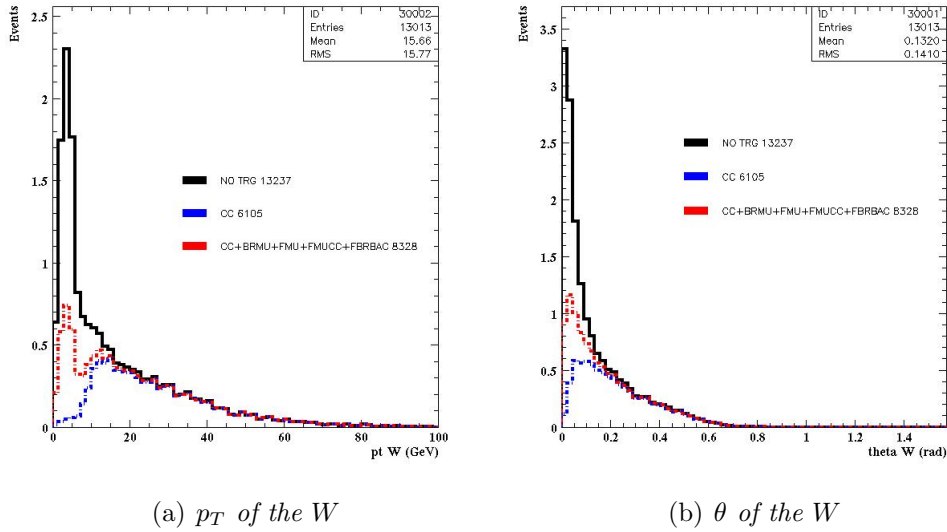 Events
2.5
2
1.5
1
0.5
0
0 20 40 60 80 100
pt W (GeV)
ID 30002
Entries 13013
Mean 15.66
RMS 15.77
NO TRG 13237
CC 6105
CC+BRMU+FMU+FMUCC+FBRBAC 8328
(a) pT of the W
Events
3.5
3
2.5
2
1.5
1
0.5
0
0 0.2 0.4 0.6 0.8 1 1.2 1.4
theta W (rad)
ID 30001
Entries 13013
Mean 0.1320
RMS 0.1410
NO TRG 13237
CC 6105
CC+BRMU+FMU+FMUCC+FBRBAC 8328
(b) θ of the W